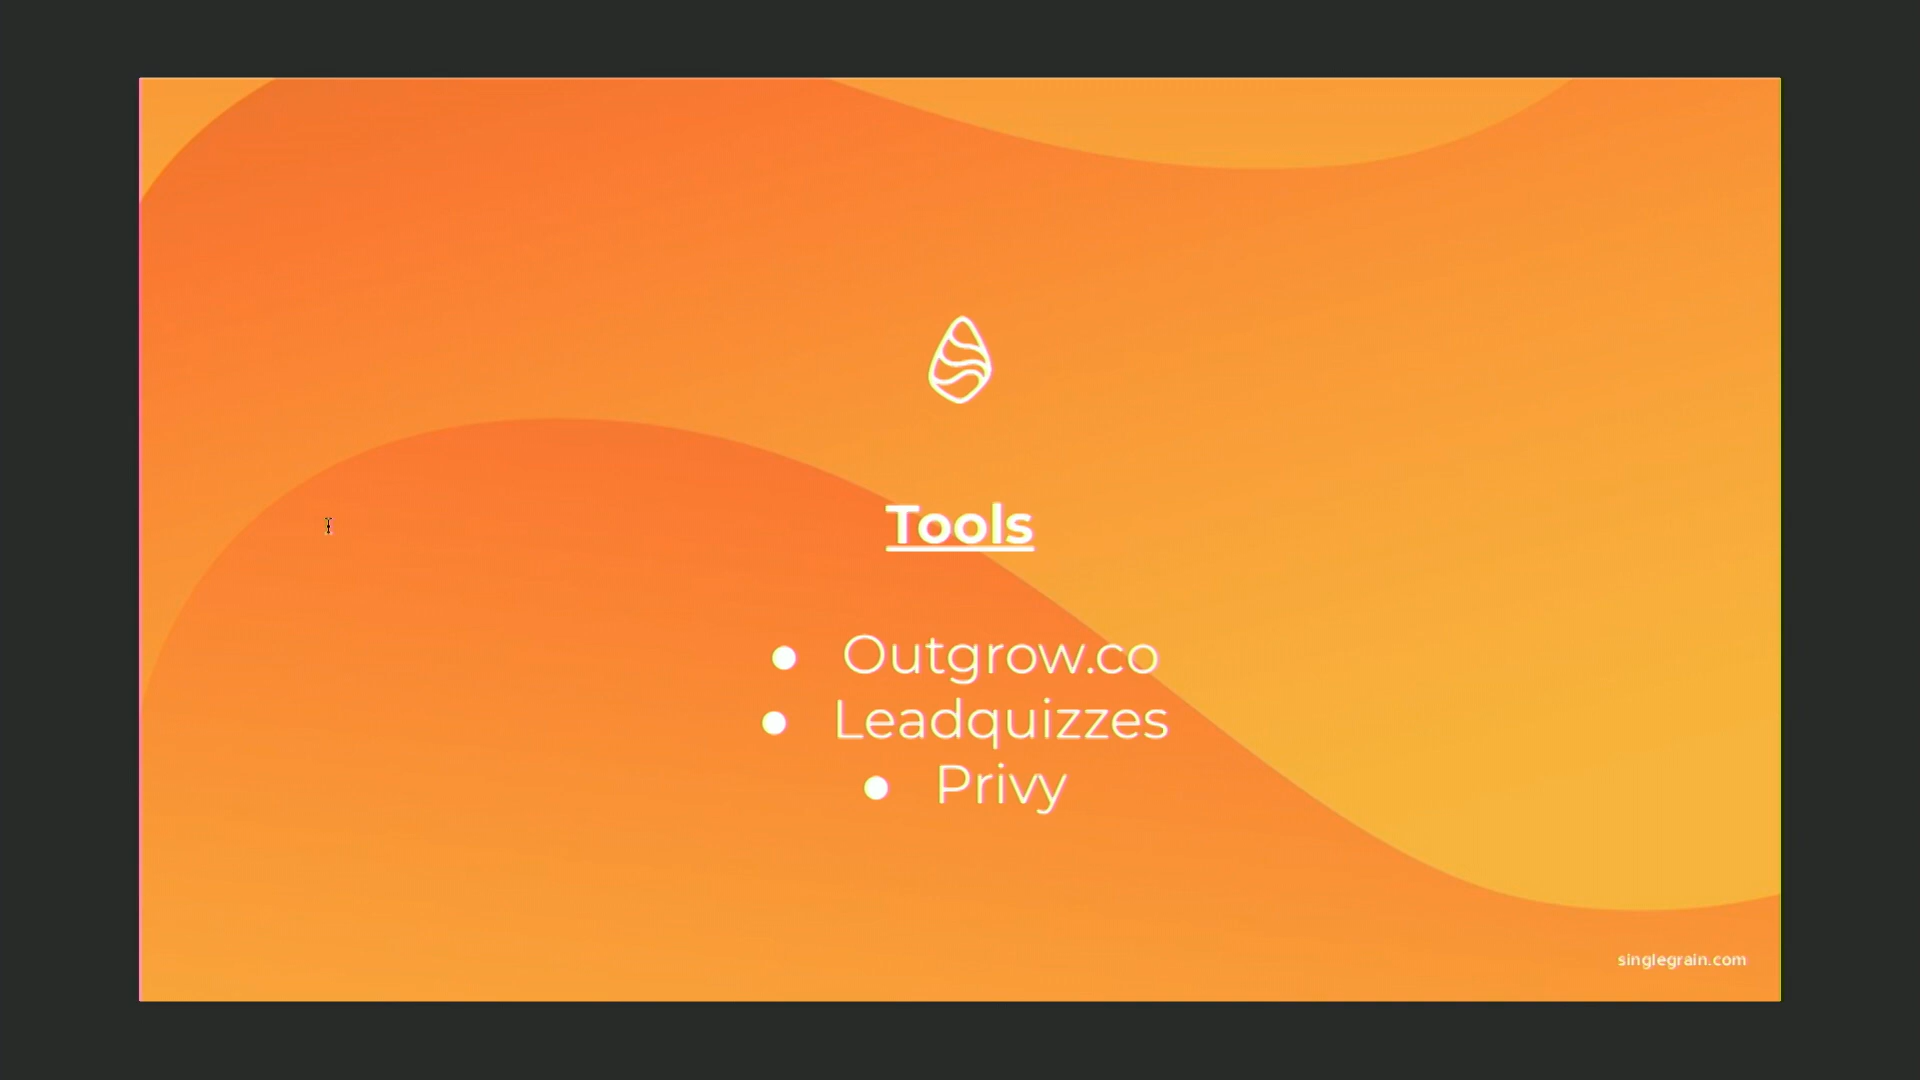 Tools
● Outgrow.co
● Leadquizzes
● Privy
singlegrain.com